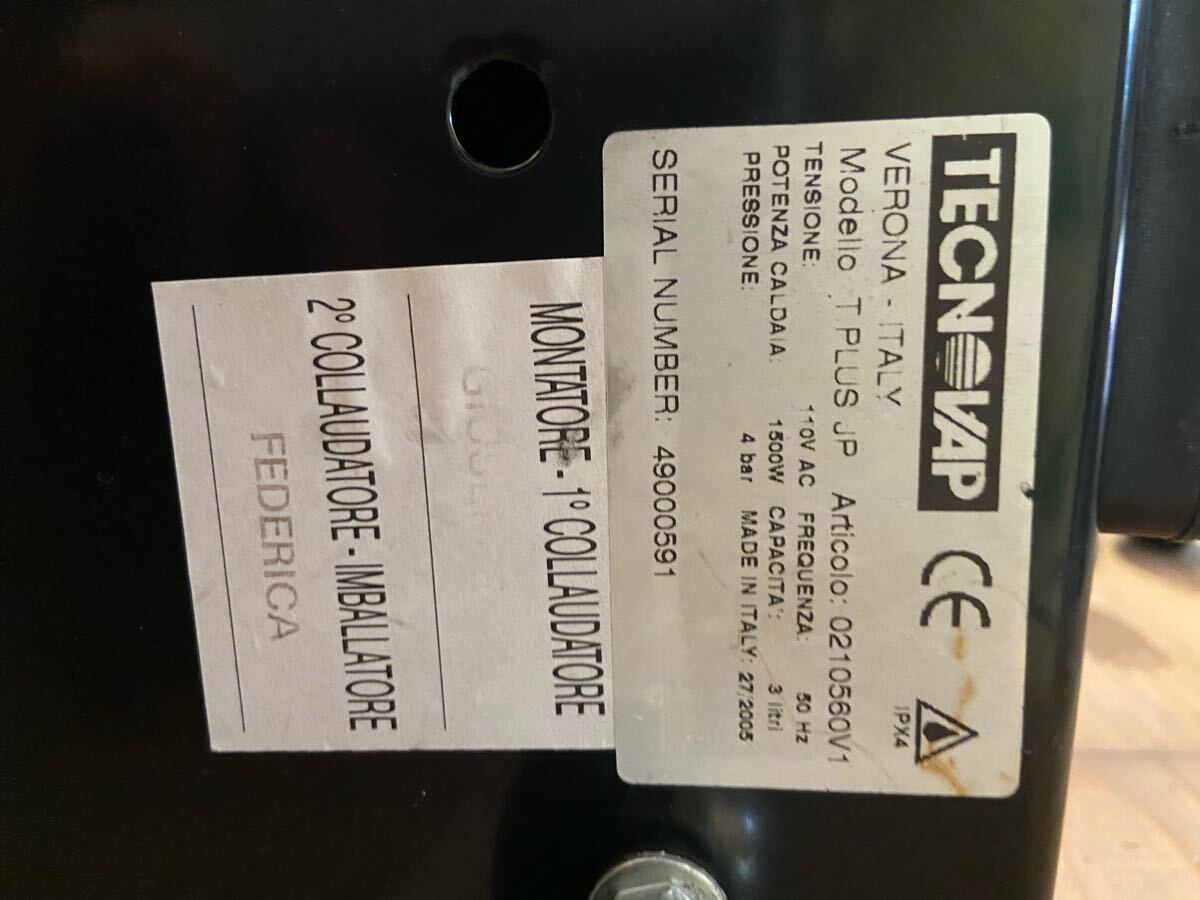 TECNOVAP
VERONA - ITALY
IPX4
Modello T.PLUS JP Articolo: 0210560V1
TENSIONE: 110V AC FREQUENZA: 50 Hz
POTENZA CALDAIA: 1500W CAPACITA': 3 litri
PRESSIONE: 4 bar MADE IN ITALY: 27/2005
SERIAL NUMBER: 49000591
MONTATORE - 1° COLLAUDATORE
2° COLLAUDATORE - IMBALLATORE
FEDERICA